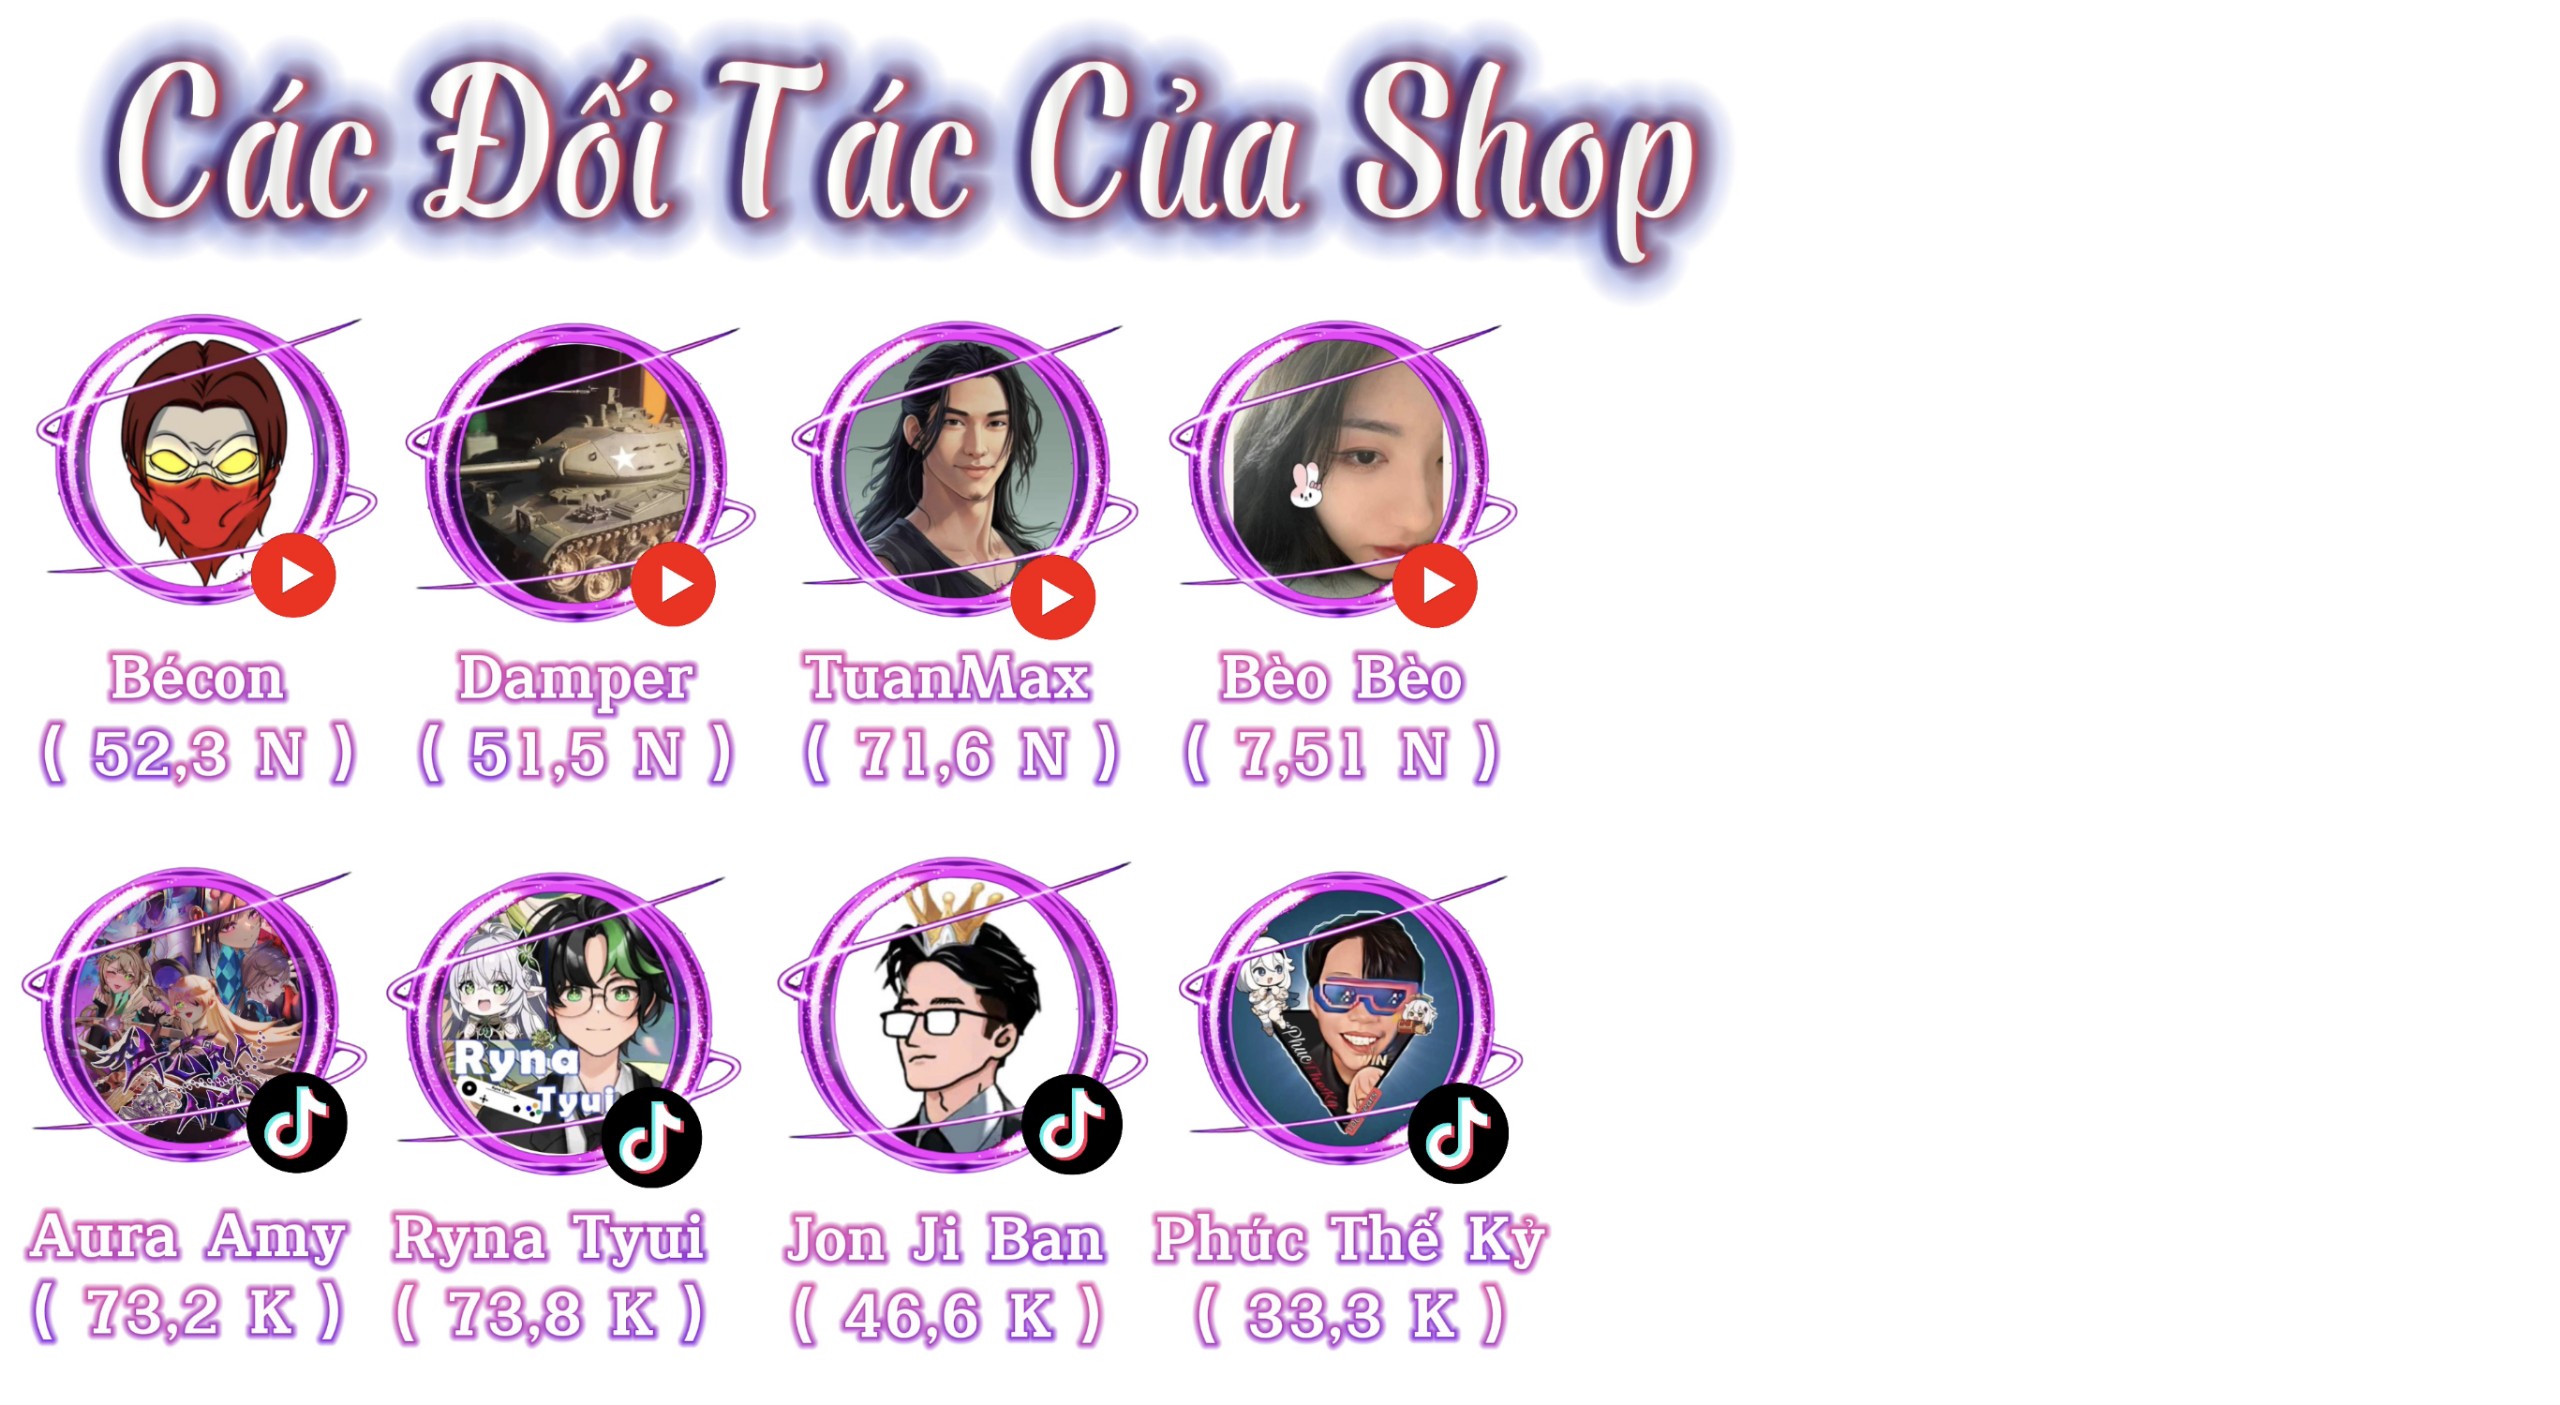 Các Đối Tác Của Shop
Bécon
( 52,3 N )
Damper
( 51,5 N )
TuanMax
( 71,6 N )
Bèo Bèo
( 7,51 N )
Aura Amy
( 73,2 K )
Ryna
Tyui
Ryna Tyui
( 73,8 K )
Jon Ji Ban
( 46,6 K )
Phúc Thế Kỷ
( 33,3 K )